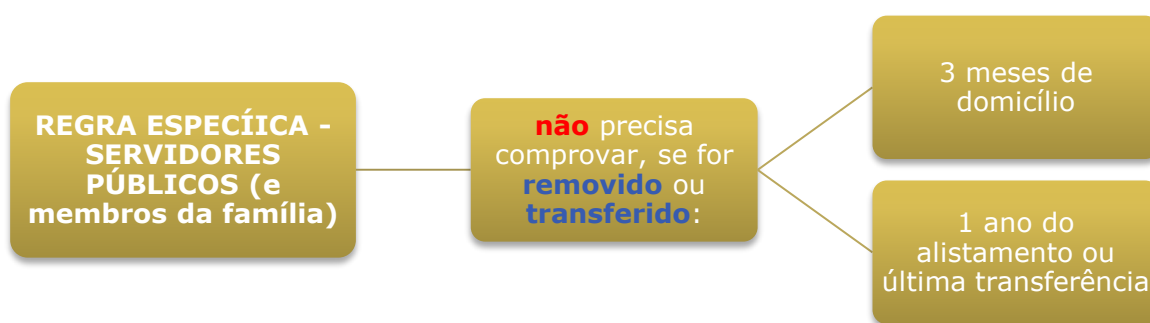 REGRA ESPECÍICA -
SERVIDORES
PÚBLICOS (e
membros da família)
não precisa
comprovar, se for
removido ou
transferido:
3 meses de
domicílio
1 ano do
alistamento ou
última transferência